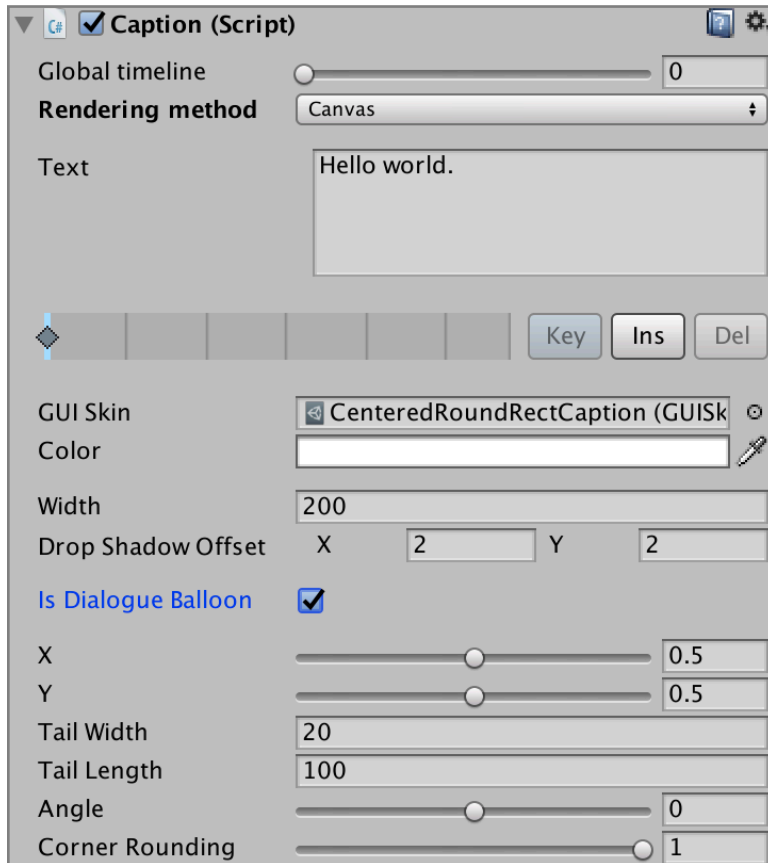 C# Caption (Script)
Global timeline 0
Rendering method Canvas
Text Hello world.
Key Ins Del
GUI Skin CenteredRoundRectCaption (GUISk
Color
Width 200
Drop Shadow Offset X 2 Y 2
Is Dialogue Balloon
X 0.5
Y 0.5
Tail Width 20
Tail Length 100
Angle 0
Corner Rounding 1